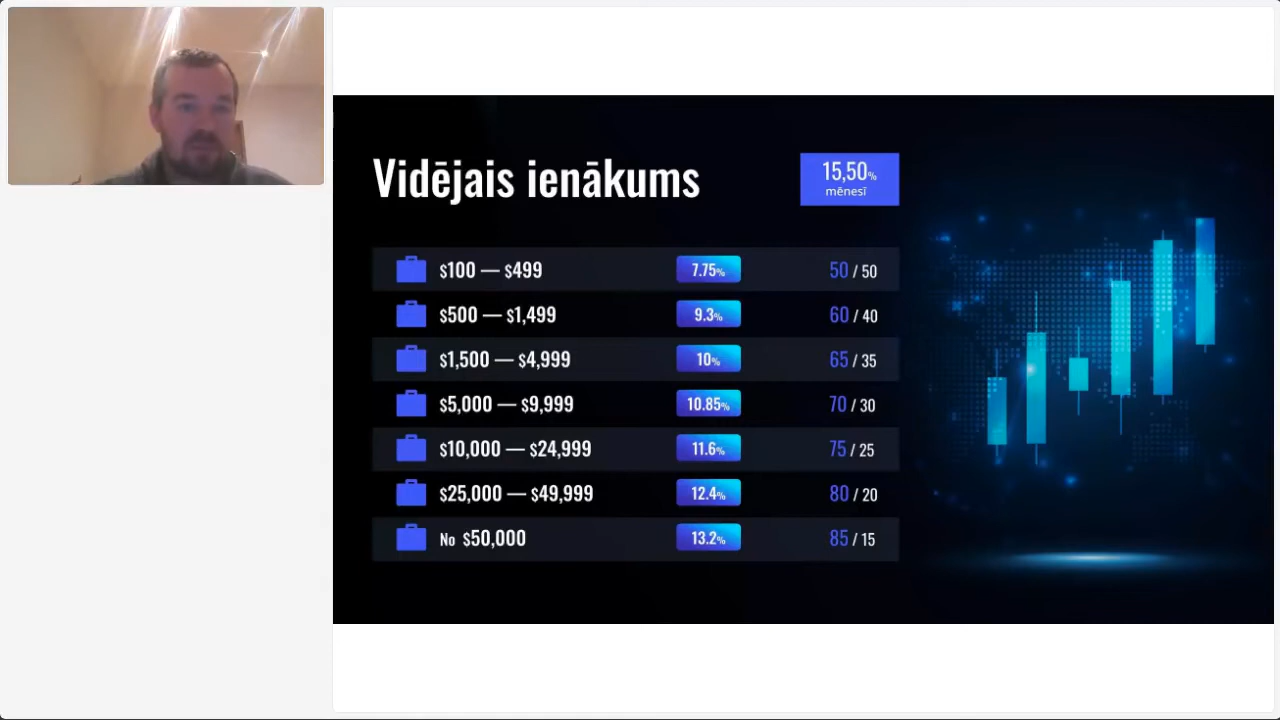 Vidējais ienākums
15,50%
mēnesī
$100 — $499 7.75% 50 / 50
$500 — $1,499 9.3% 60 / 40
$1,500 — $4,999 10% 65 / 35
$5,000 — $9,999 10.85% 70 / 30
$10,000 — $24,999 11.6% 75 / 25
$25,000 — $49,999 12.4% 80 / 20
No $50,000 13.2% 85 / 15